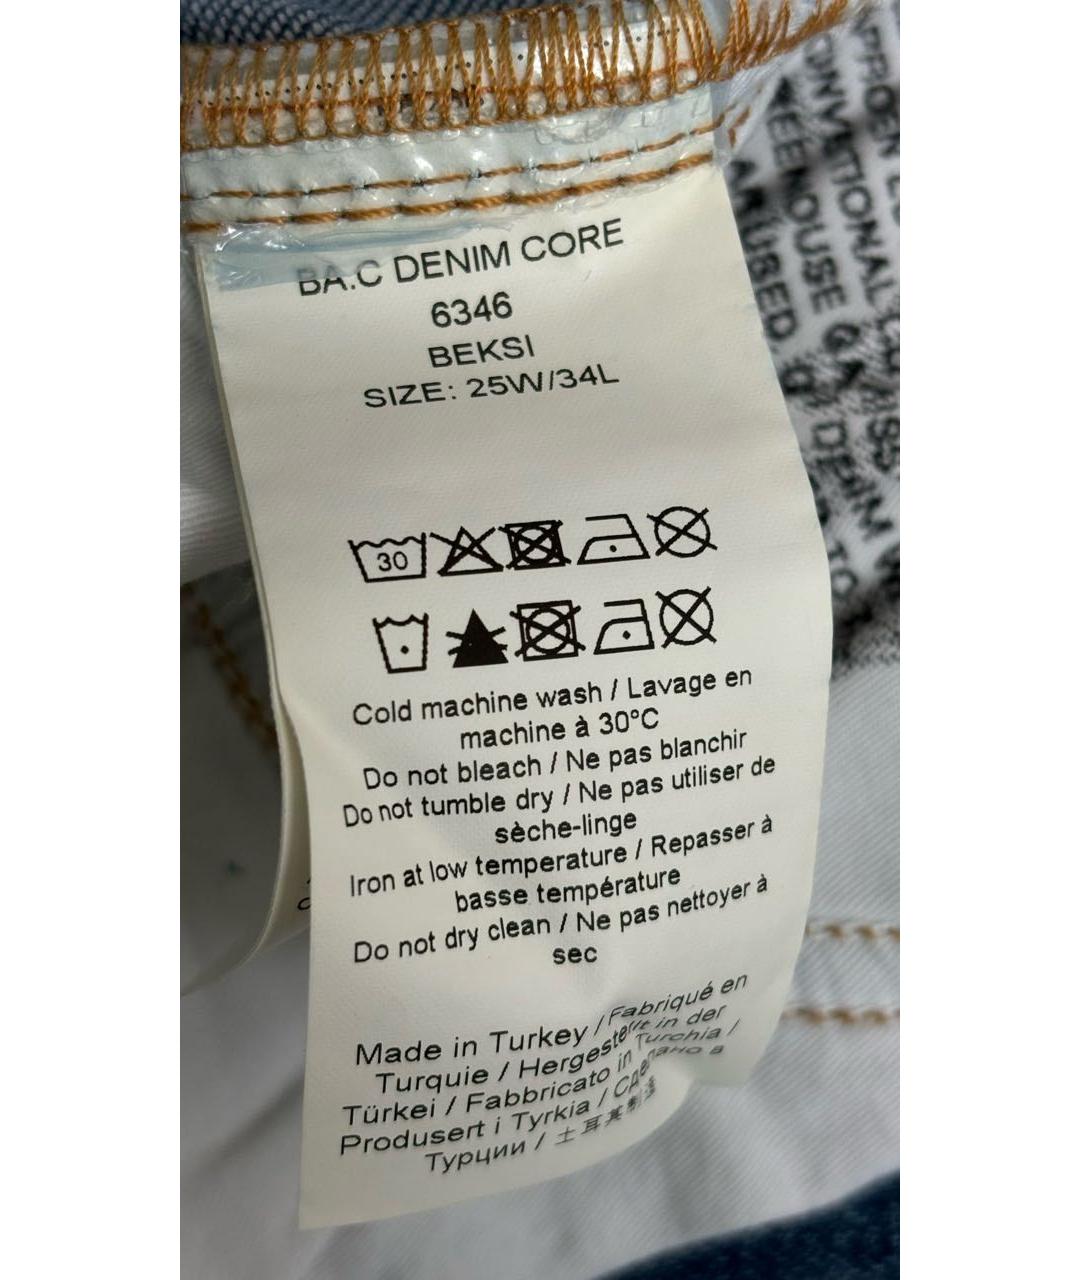 BA.C DENIM CORE
6346
BEKSI
SIZE: 25W/34L
30
Cold machine wash / Lavage en
machine à 30°C
Do not bleach / Ne pas blanchir
Do not tumble dry / Ne pas utiliser de
sèche-linge
Iron at low temperature / Repasser à
basse température
Do not dry clean / Ne pas nettoyer à
sec
Made in Turkey / Fabriqué en
Turquie / Hergestellt in der
Türkei / Fabbricato in Turchia /
Produsert i Tyrkia / Сделано в
Турции / 土耳其制造
AMUSED
DENIM
TO